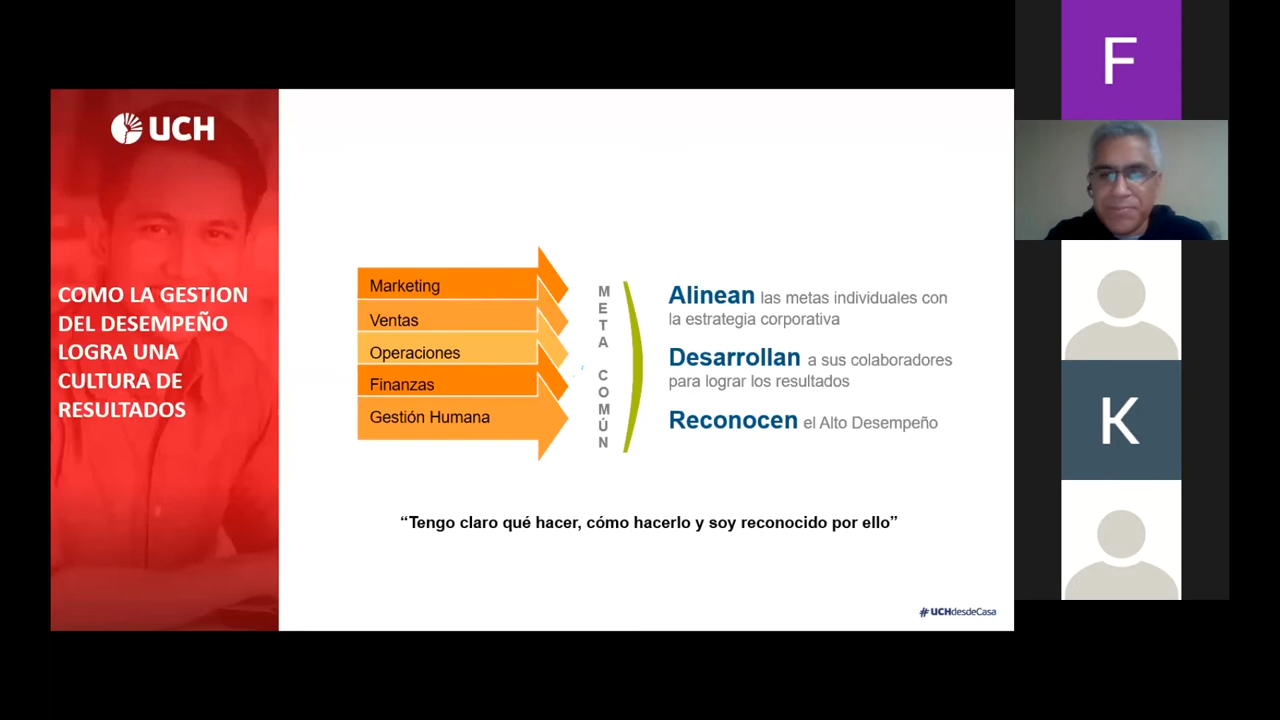 UCH
COMO LA GESTION
DEL DESEMPEÑO
LOGRA UNA
CULTURA DE
RESULTADOS
Marketing
Ventas
Operaciones
Finanzas
Gestión Humana
META COMÚN
Alinean las metas individuales con
la estrategia corporativa
Desarrollan a sus colaboradores
para lograr los resultados
Reconocen el Alto Desempeño
“Tengo claro qué hacer, cómo hacerlo y soy reconocido por ello”
#UCHdesdeCasa
F
K